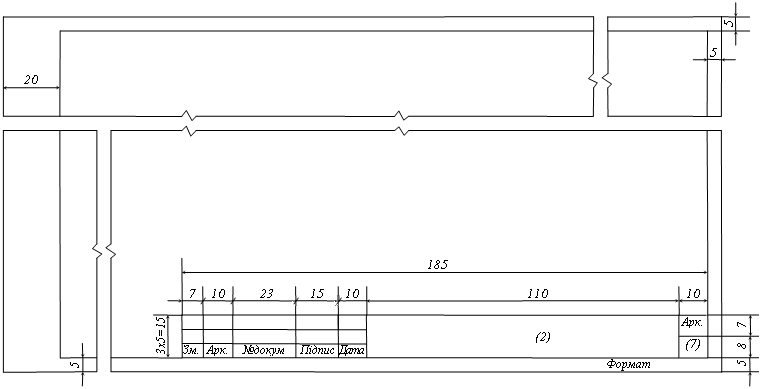 5
5
20
185
7 10 23 15 10 110 10
3x5=15
Арк.
7
(2)
(7)
8
Зм. Арк. №докум Підпис Дата
5
Формат
5